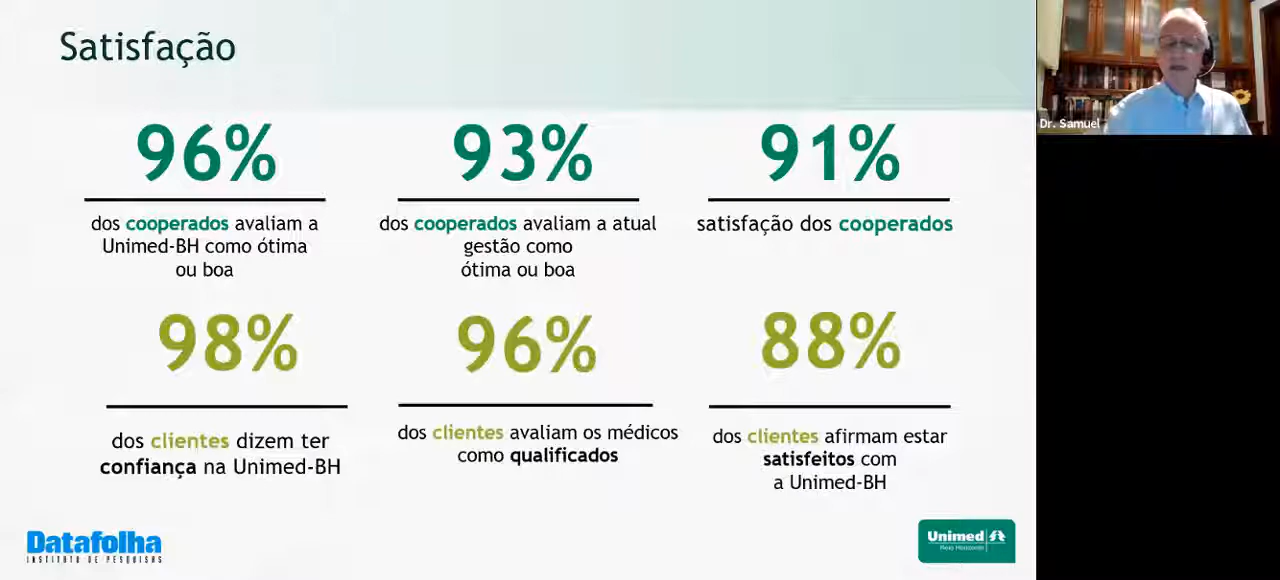 Satisfação
Dr. Samuel
96%
dos cooperados avaliam a
Unimed-BH como ótima
ou boa
93%
dos cooperados avaliam a atual
gestão como
ótima ou boa
91%
satisfação dos cooperados
98%
dos clientes dizem ter
confiança na Unimed-BH
96%
dos clientes avaliam os médicos
como qualificados
88%
dos clientes afirmam estar
satisfeitos com
a Unimed-BH
Datafolha
INSTITUTO DE PESQUISAS
Unimed
Belo Horizonte